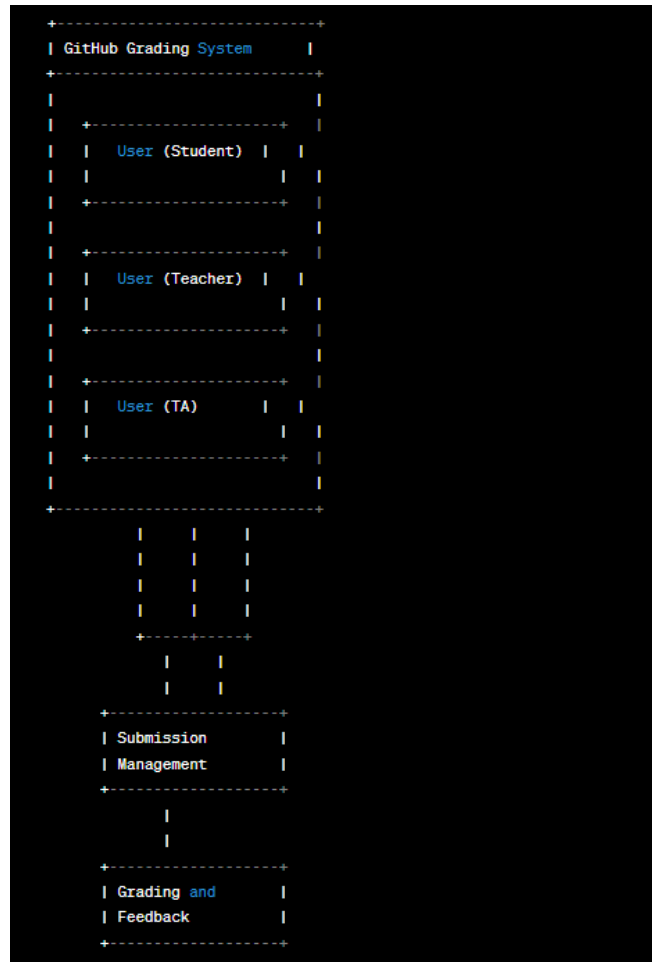 GitHub Grading System
User (Student)
User (Teacher)
User (TA)
Submission
Management
Grading and
Feedback